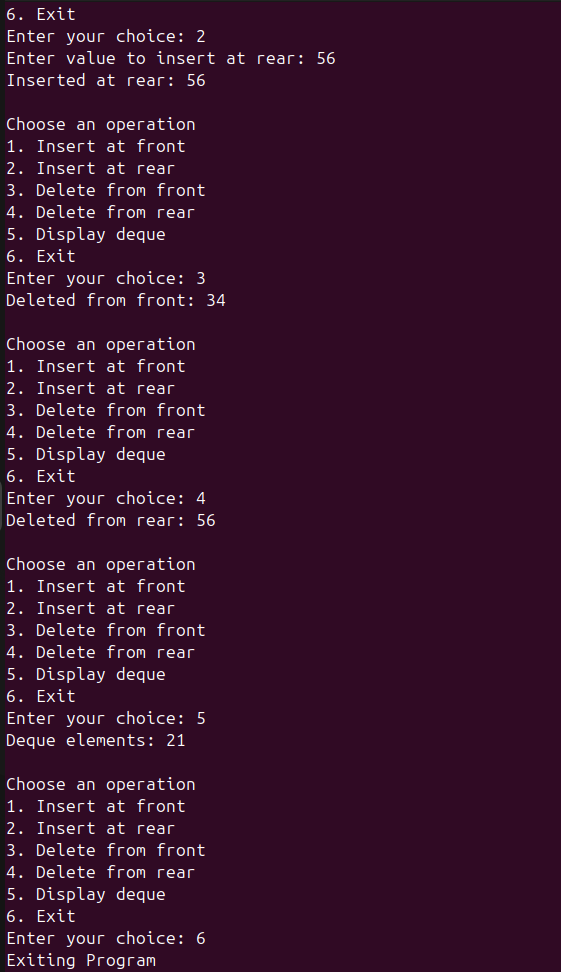 6. Exit
Enter your choice: 2
Enter value to insert at rear: 56
Inserted at rear: 56

Choose an operation
1. Insert at front
2. Insert at rear
3. Delete from front
4. Delete from rear
5. Display deque
6. Exit
Enter your choice: 3
Deleted from front: 34

Choose an operation
1. Insert at front
2. Insert at rear
3. Delete from front
4. Delete from rear
5. Display deque
6. Exit
Enter your choice: 4
Deleted from rear: 56

Choose an operation
1. Insert at front
2. Insert at rear
3. Delete from front
4. Delete from rear
5. Display deque
6. Exit
Enter your choice: 5
Deque elements: 21

Choose an operation
1. Insert at front
2. Insert at rear
3. Delete from front
4. Delete from rear
5. Display deque
6. Exit
Enter your choice: 6
Exiting Program